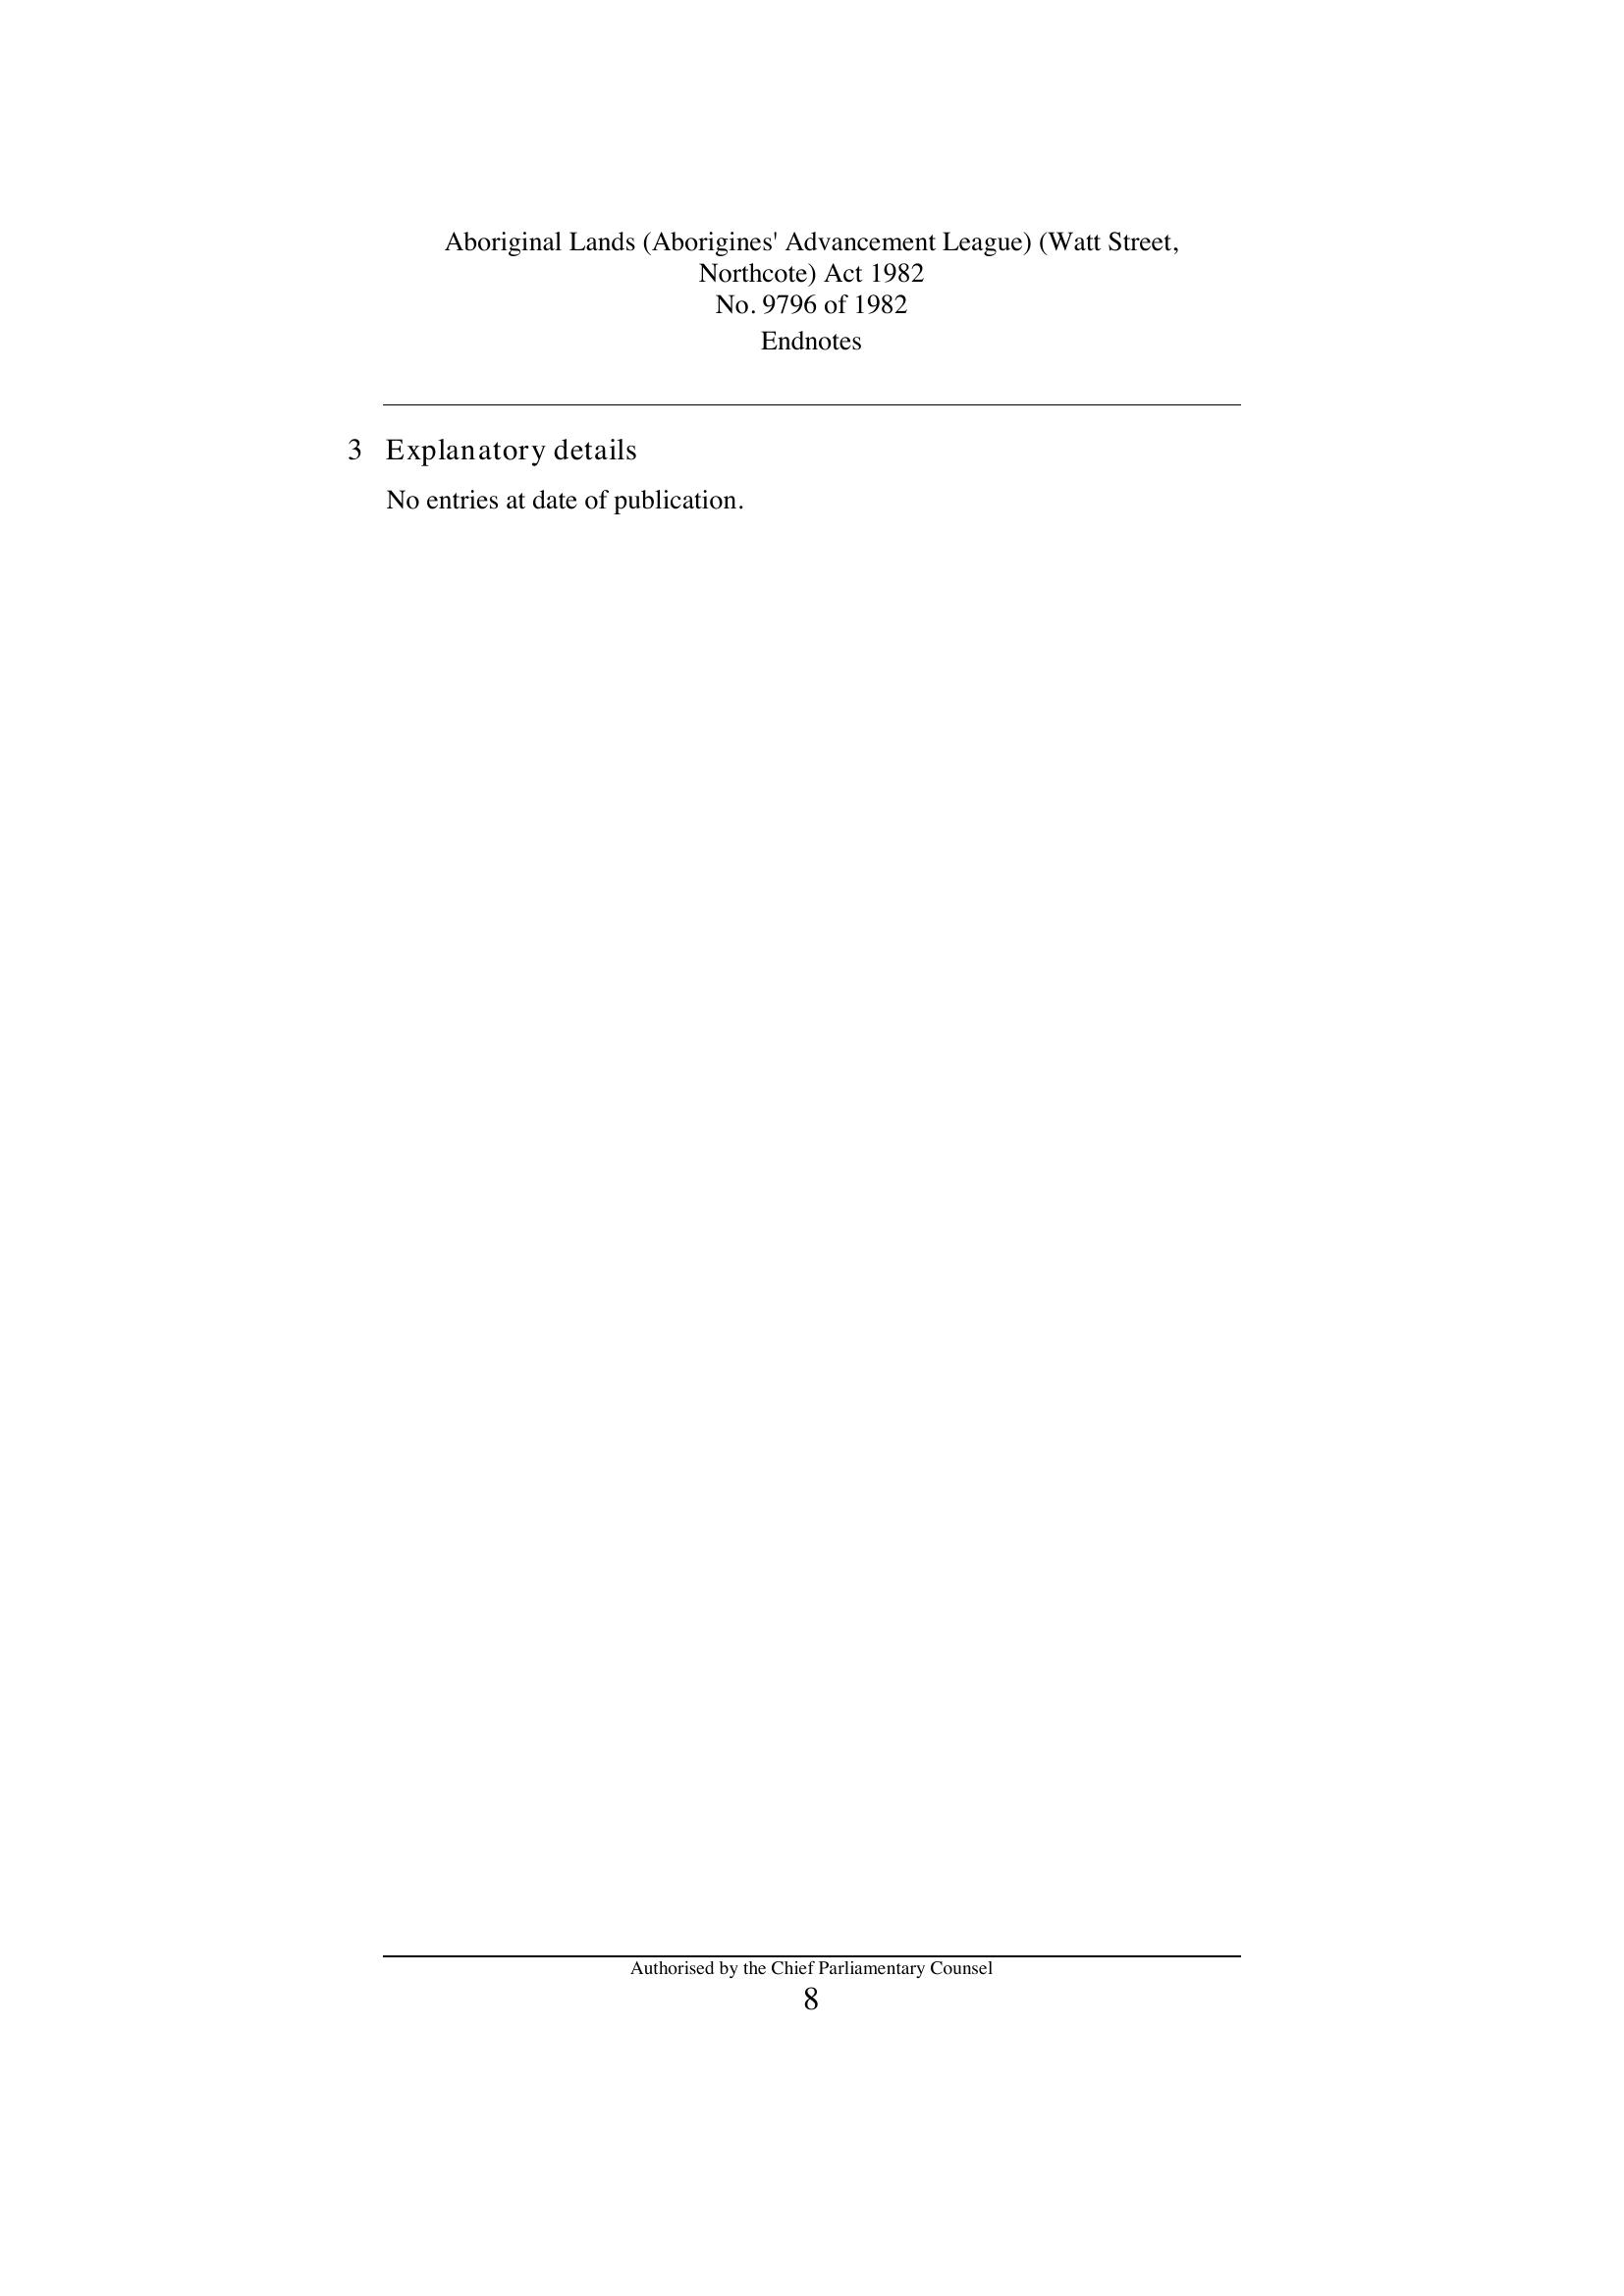 Aboriginal Lands (Aborigines' Advancement League) (Watt Street,
Northcote) Act 1982
No. 9796 of 1982
Endnotes
3 Explanatory details
No entries at date of publication.
Authorised by the Chief Parliamentary Counsel
8